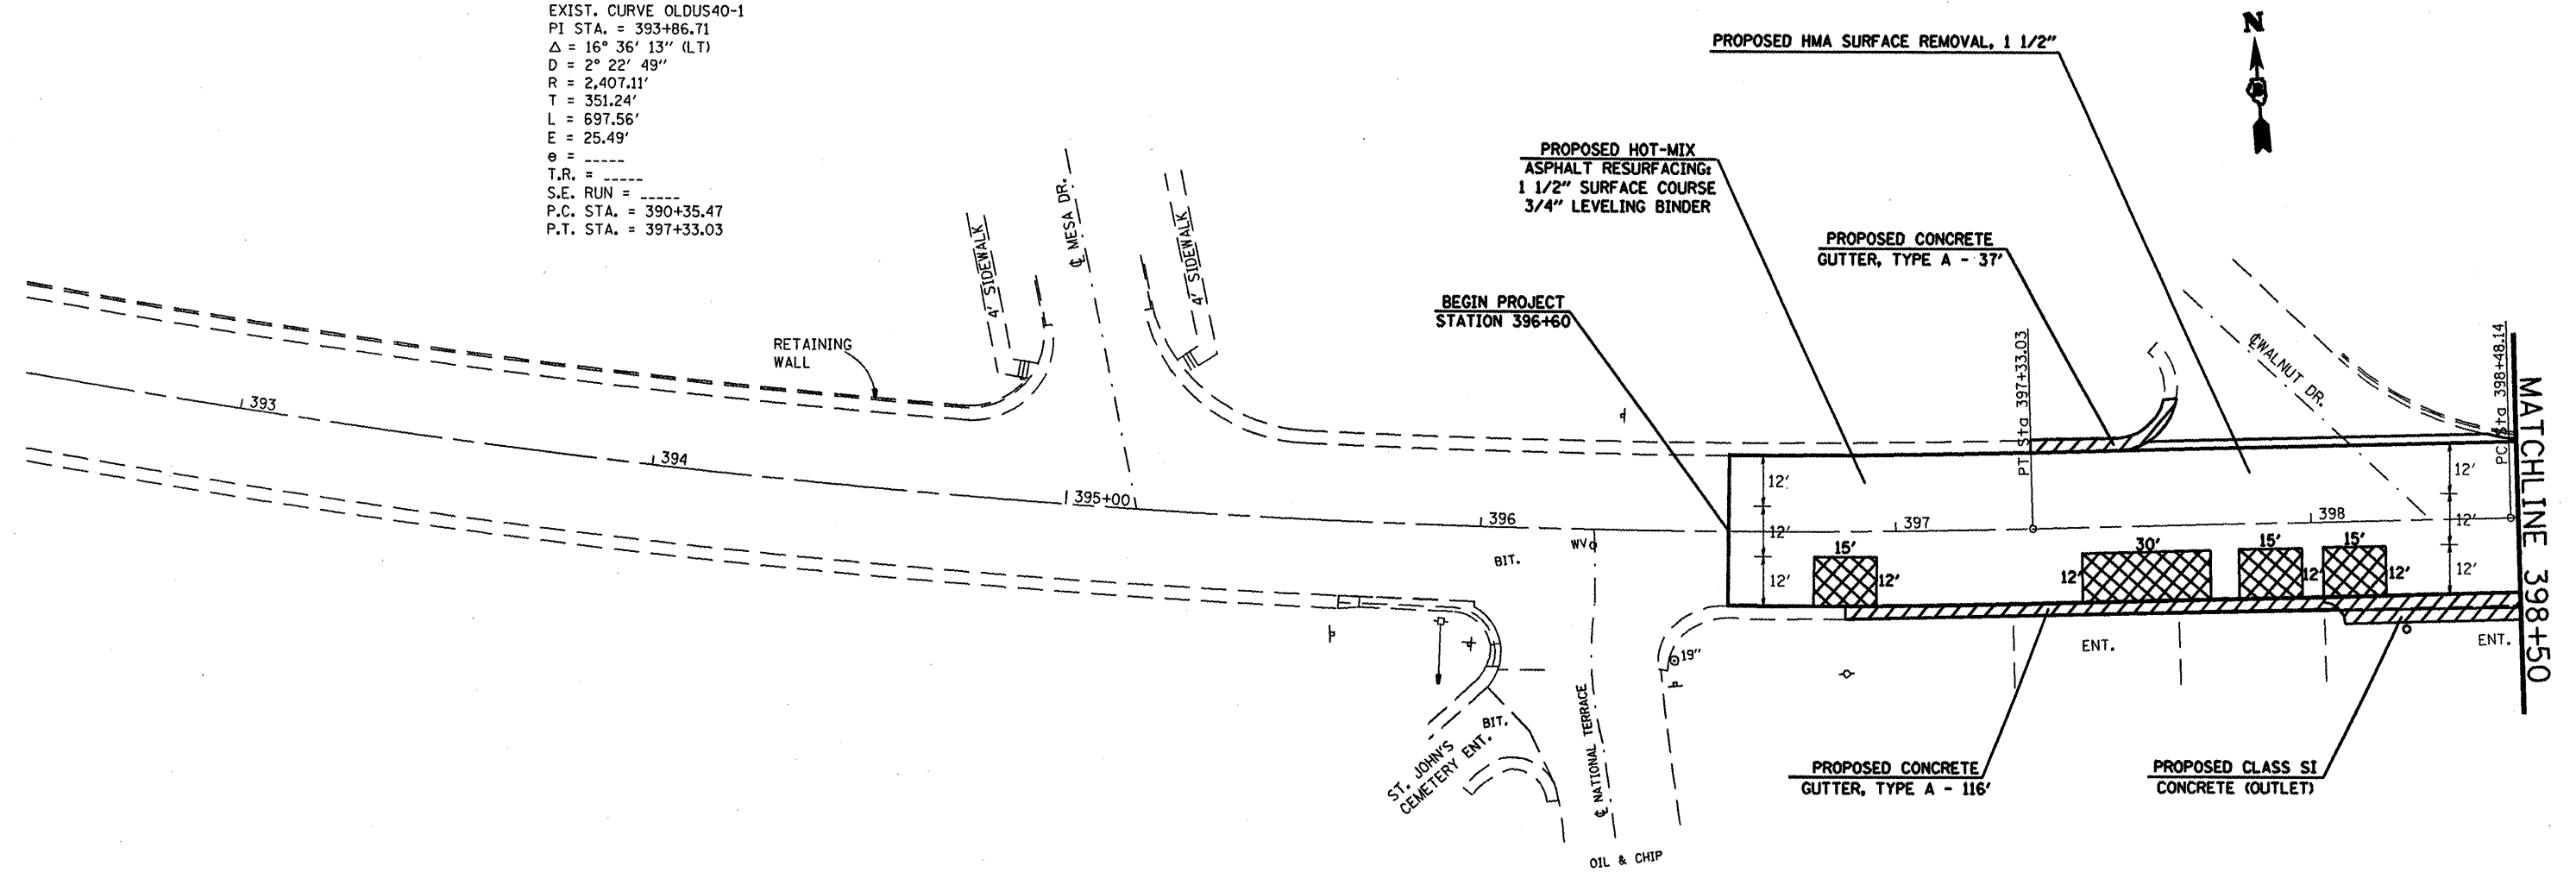 EXIST. CURVE OLDUS40-1
PI STA. = 393+86.71
Δ = 16° 36' 13" (LT)
D = 2° 22' 49"
R = 2,407.11'
T = 351.24'
L = 697.56'
E = 25.49'
e = _____
T.R. = _____
S.E. RUN = _____
P.C. STA. = 390+35.47
P.T. STA. = 397+33.03
N
PROPOSED HMA SURFACE REMOVAL, 1 1/2"
PROPOSED HOT-MIX
ASPHALT RESURFACING:
1 1/2" SURFACE COURSE
3/4" LEVELING BINDER
PROPOSED CONCRETE
GUTTER, TYPE A - 37'
BEGIN PROJECT
STATION 396+60
4' SIDEWALK
℄ MESA DR.
4' SIDEWALK
RETAINING
WALL
℄WALNUT DR.
PT Sta 397+33.03
PC Sta 398+48.14
MATCHLINE 398+50
393
394
395+00
396
397
398
12'
12'
12'
12'
12'
12'
15'
12'
30'
12'
15'
12'
15'
12'
WV
BIT.
19"
ENT.
ENT.
BIT.
ST. JOHN'S
CEMETERY ENT.
℄ NATIONAL TERRACE
OIL & CHIP
PROPOSED CONCRETE
GUTTER, TYPE A - 116'
PROPOSED CLASS SI
CONCRETE (OUTLET)